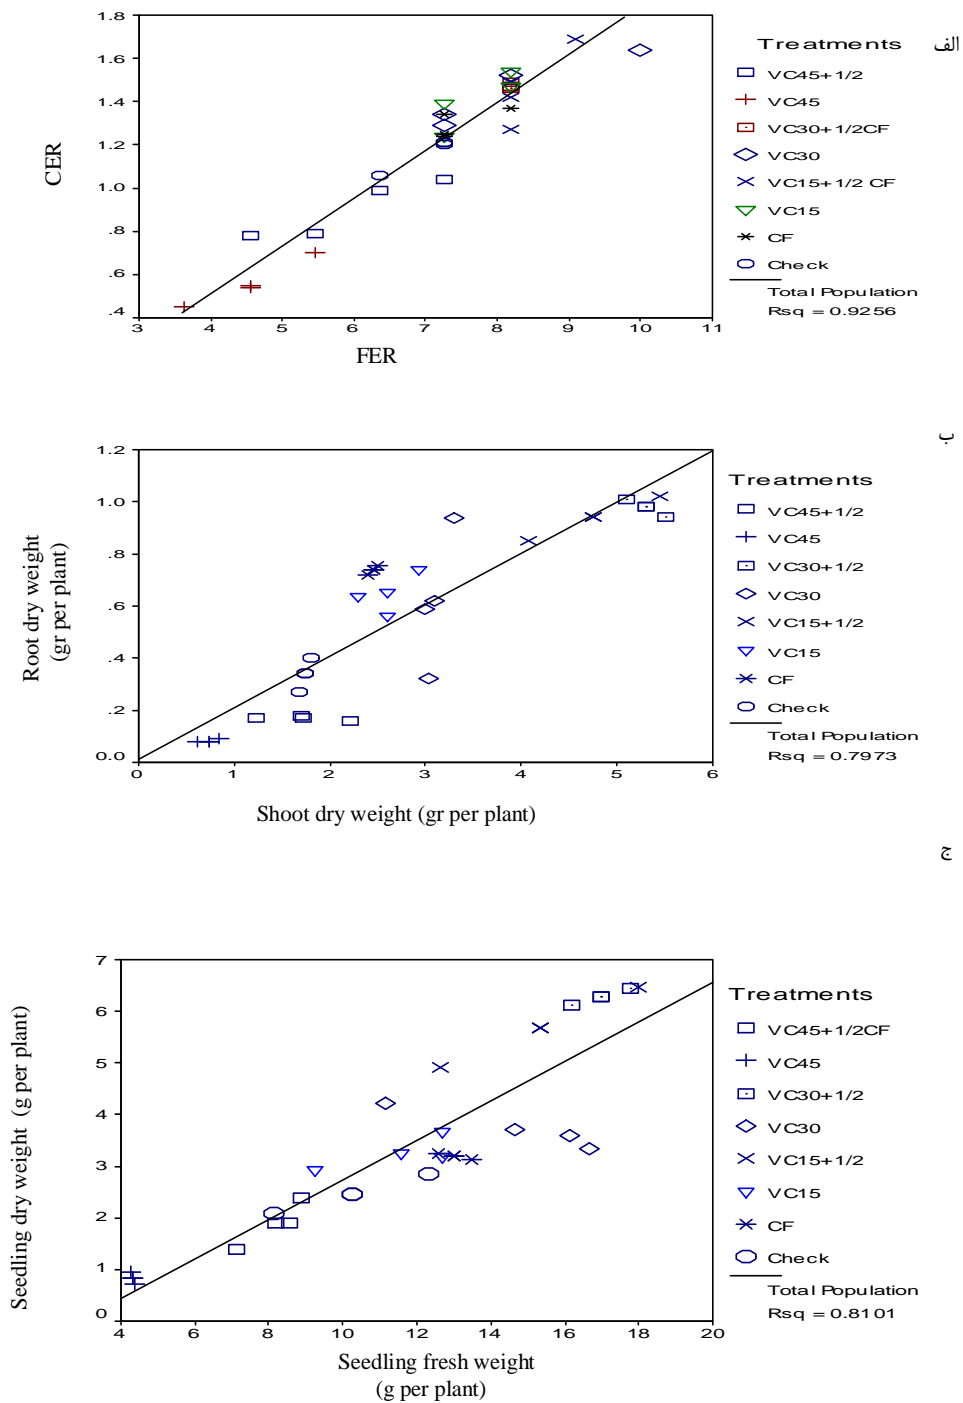 الف
1.8
1.6
1.4
1.2
1.0
.8
.6
.4
CER
3 4 5 6 7 8 9 10 11
FER
Treatments
VC45+1/2
VC45
VC30+1/2CF
VC30
VC15+1/2 CF
VC15
CF
Check
Total Population
Rsq = 0.9256
ب
1.2
1.0
.8
.6
.4
.2
0.0
Root dry weight
(gr per plant)
0 1 2 3 4 5 6
Shoot dry weight (gr per plant)
Treatments
VC45+1/2
VC45
VC30+1/2
VC30
VC15+1/2
VC15
CF
Check
Total Population
Rsq = 0.7973
ج
7
6
5
4
3
2
1
0
Seedling dry weight (g per plant)
4 6 8 10 12 14 16 18 20
Seedling fresh weight
(g per plant)
Treatments
VC45+1/2CF
VC45
VC30+1/2
VC30
VC15+1/2
VC15
CF
Check
Total Population
Rsq = 0.8101